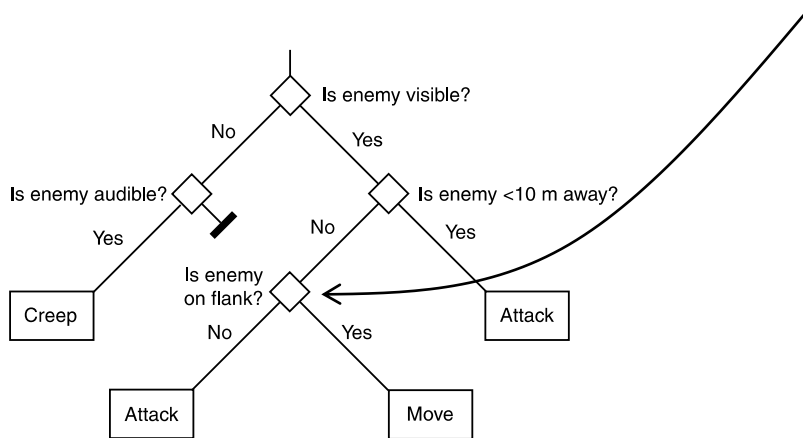 Is enemy visible?
No
Yes
Is enemy audible?
Is enemy <10 m away?
Yes
No
Yes
Is enemy
on flank?
Creep
Attack
No
Yes
Attack
Move